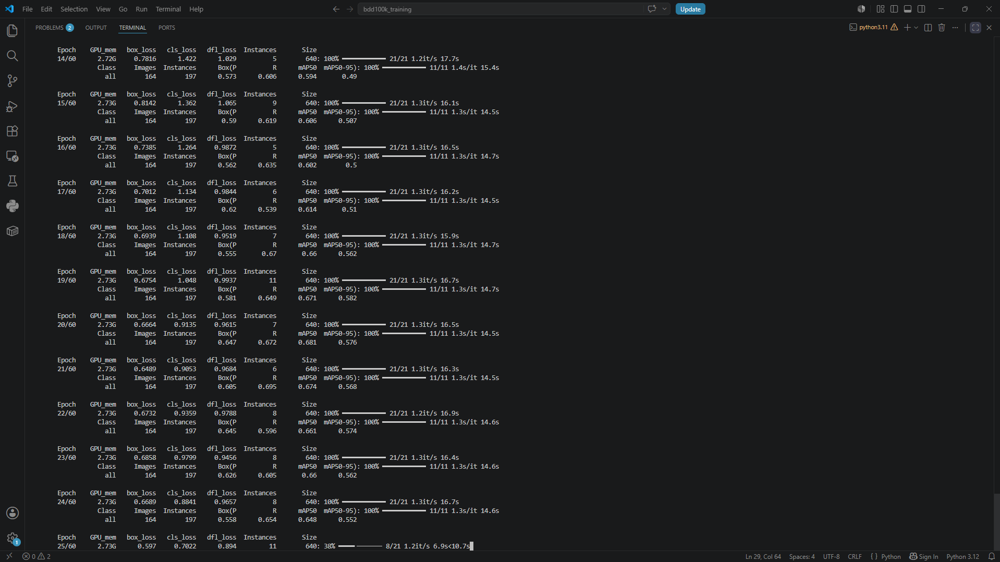 File Edit Selection View Go Run Terminal Help bdd100k_training Update
PROBLEMS 2 OUTPUT TERMINAL PORTS python3.11
Epoch GPU_mem box_loss cls_loss dfl_loss Instances Size
14/60 2.72G 0.7816 1.422 1.029 5 640: 100% 21/21 1.2it/s 17.7s
Class Images Instances Box(P R mAP50 mAP50-95): 100% 11/11 1.4s/it 15.4s
all 164 197 0.573 0.606 0.594 0.49
Epoch GPU_mem box_loss cls_loss dfl_loss Instances Size
15/60 2.73G 0.8142 1.362 1.065 9 640: 100% 21/21 1.3it/s 16.1s
Class Images Instances Box(P R mAP50 mAP50-95): 100% 11/11 1.3s/it 14.5s
all 164 197 0.59 0.619 0.606 0.507
Epoch GPU_mem box_loss cls_loss dfl_loss Instances Size
16/60 2.73G 0.7385 1.264 0.9872 5 640: 100% 21/21 1.3it/s 16.5s
Class Images Instances Box(P R mAP50 mAP50-95): 100% 11/11 1.3s/it 14.7s
all 164 197 0.562 0.635 0.602 0.5
Epoch GPU_mem box_loss cls_loss dfl_loss Instances Size
17/60 2.73G 0.7012 1.134 0.9844 6 640: 100% 21/21 1.3it/s 16.2s
Class Images Instances Box(P R mAP50 mAP50-95): 100% 11/11 1.3s/it 14.5s
all 164 197 0.62 0.539 0.614 0.51
Epoch GPU_mem box_loss cls_loss dfl_loss Instances Size
18/60 2.73G 0.6939 1.108 0.9519 7 640: 100% 21/21 1.3it/s 15.9s
Class Images Instances Box(P R mAP50 mAP50-95): 100% 11/11 1.3s/it 14.7s
all 164 197 0.555 0.67 0.66 0.562
Epoch GPU_mem box_loss cls_loss dfl_loss Instances Size
19/60 2.73G 0.6754 1.048 0.9937 11 640: 100% 21/21 1.3it/s 16.7s
Class Images Instances Box(P R mAP50 mAP50-95): 100% 11/11 1.3s/it 14.7s
all 164 197 0.581 0.649 0.671 0.582
Epoch GPU_mem box_loss cls_loss dfl_loss Instances Size
20/60 2.73G 0.6664 0.9135 0.9615 7 640: 100% 21/21 1.3it/s 16.5s
Class Images Instances Box(P R mAP50 mAP50-95): 100% 11/11 1.3s/it 14.5s
all 164 197 0.647 0.672 0.681 0.576
Epoch GPU_mem box_loss cls_loss dfl_loss Instances Size
21/60 2.73G 0.6489 0.9053 0.9684 6 640: 100% 21/21 1.3it/s 16.3s
Class Images Instances Box(P R mAP50 mAP50-95): 100% 11/11 1.3s/it 14.5s
all 164 197 0.605 0.695 0.674 0.568
Epoch GPU_mem box_loss cls_loss dfl_loss Instances Size
22/60 2.73G 0.6732 0.9359 0.9788 8 640: 100% 21/21 1.2it/s 16.9s
Class Images Instances Box(P R mAP50 mAP50-95): 100% 11/11 1.3s/it 14.6s
all 164 197 0.645 0.596 0.661 0.574
Epoch GPU_mem box_loss cls_loss dfl_loss Instances Size
23/60 2.73G 0.6858 0.9799 0.9456 8 640: 100% 21/21 1.3it/s 16.4s
Class Images Instances Box(P R mAP50 mAP50-95): 100% 11/11 1.3s/it 14.6s
all 164 197 0.626 0.605 0.66 0.562
Epoch GPU_mem box_loss cls_loss dfl_loss Instances Size
24/60 2.73G 0.6689 0.8841 0.9657 8 640: 100% 21/21 1.3it/s 16.7s
Class Images Instances Box(P R mAP50 mAP50-95): 100% 11/11 1.3s/it 14.6s
all 164 197 0.558 0.654 0.648 0.552
Epoch GPU_mem box_loss cls_loss dfl_loss Instances Size
25/60 2.73G 0.597 0.7022 0.894 11 640: 38% 8/21 1.2it/s 6.9s<10.7s
1
0 2 Ln 29, Col 64 Spaces: 4 UTF-8 CRLF { } Python Sign In Python 3.12